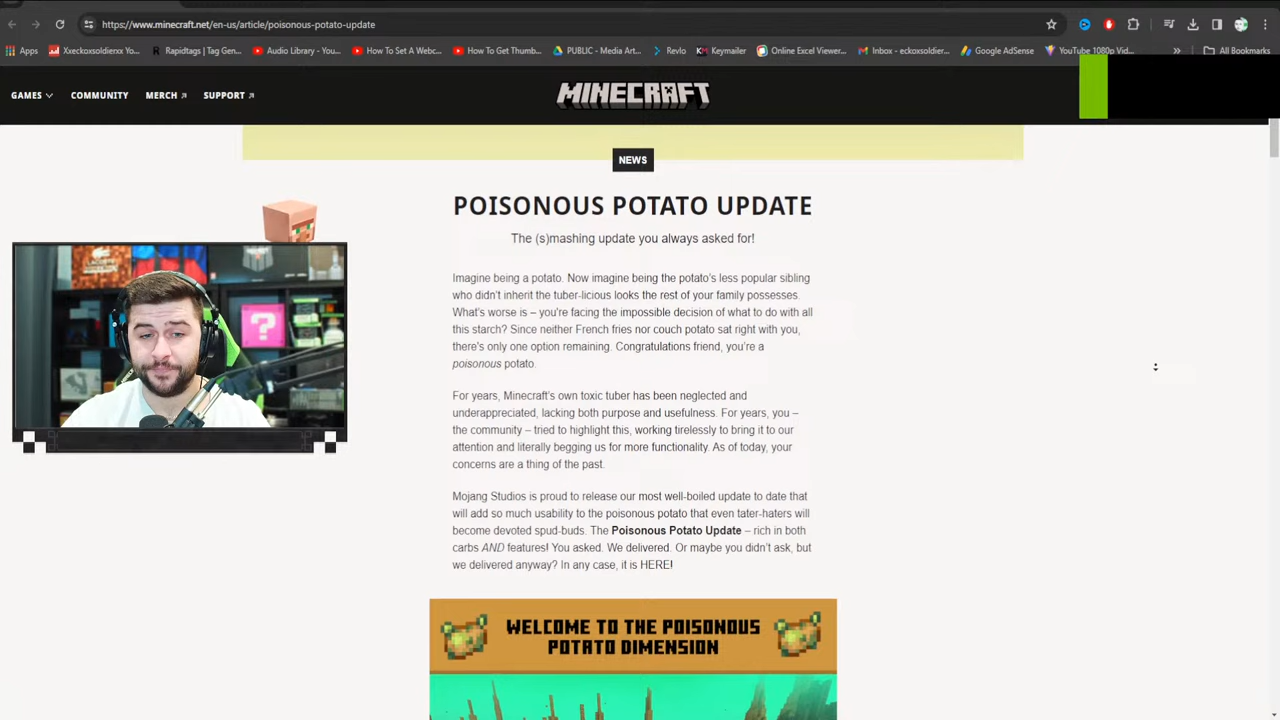 https://www.minecraft.net/en-us/article/poisonous-potato-update
Apps
Xxeckoxsoldierxx Yo...
Rapidtags | Tag Gen...
Audio Library - You...
How To Set A Webc...
How To Get Thumb...
PUBLIC - Media Art...
Revlo
Keymailer
Online Excel Viewer...
Inbox - eckoxsoldier...
Google AdSense
YouTube 1080p Vid...
»
All Bookmarks
GAMES
COMMUNITY
MERCH
SUPPORT
MINECRAFT
NEWS
POISONOUS POTATO UPDATE
The (s)mashing update you always asked for!
Imagine being a potato. Now imagine being the potato's less popular sibling
who didn't inherit the tuber-licious looks the rest of your family possesses.
What's worse is – you're facing the impossible decision of what to do with all
this starch? Since neither French fries nor couch potato sat right with you,
there's only one option remaining. Congratulations friend, you're a
poisonous potato.
For years, Minecraft's own toxic tuber has been neglected and
underappreciated, lacking both purpose and usefulness. For years, you –
the community – tried to highlight this, working tirelessly to bring it to our
attention and literally begging us for more functionality. As of today, your
concerns are a thing of the past.
Mojang Studios is proud to release our most well-boiled update to date that
will add so much usability to the poisonous potato that even tater-haters will
become devoted spud-buds. The Poisonous Potato Update – rich in both
carbs AND features! You asked. We delivered. Or maybe you didn't ask, but
we delivered anyway? In any case, it is HERE!
WELCOME TO THE POISONOUS
POTATO DIMENSION